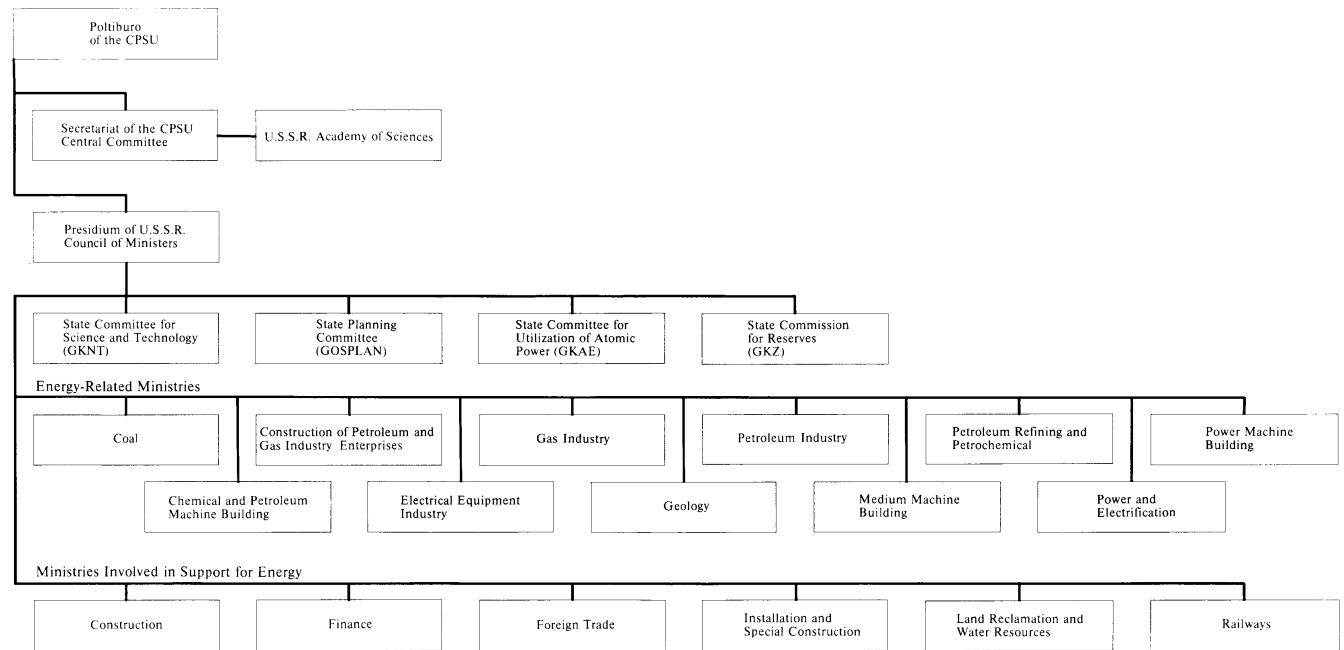 Poltiburo
of the CPSU
Secretariat of the CPSU
Central Committee
U.S.S.R. Academy of Sciences
Presidium of U.S.S.R.
Council of Ministers
State Committee for
Science and Technology
(GKNT)
State Planning
Committee
(GOSPLAN)
State Committee for
Utilization of Atomic
Power (GKAE)
State Commission
for Reserves
(GKZ)
Energy-Related Ministries
Coal
Construction of Petroleum and
Gas Industry Enterprises
Gas Industry
Petroleum Industry
Petroleum Refining and
Petrochemical
Power Machine
Building
Chemical and Petroleum
Machine Building
Electrical Equipment
Industry
Geology
Medium Machine
Building
Power and
Electrification
Ministries Involved in Support for Energy
Construction
Finance
Foreign Trade
Installation and
Special Construction
Land Reclamation and
Water Resources
Railways